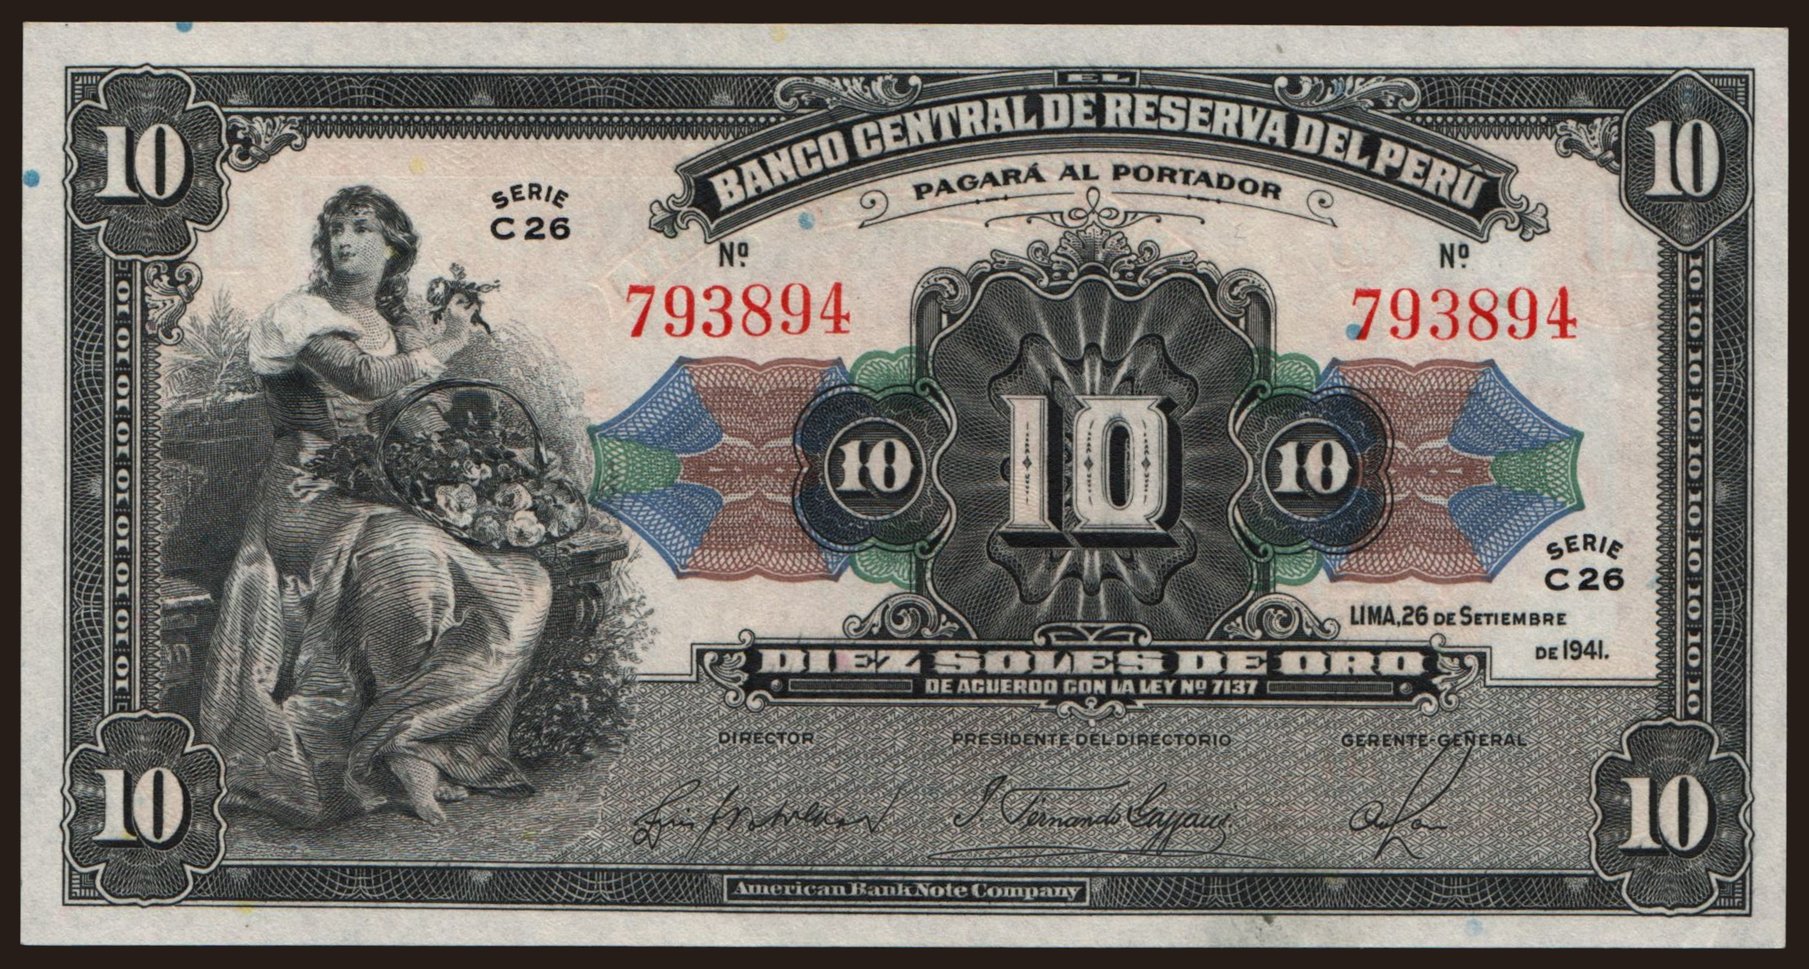 EL
BANCO CENTRAL DE RESERVA DEL PERÚ
PAGARÁ AL PORTADOR
10
10
SERIE
C 26
Nº
Nº
793894
793894
10
10
10
SERIE
C 26
LIMA, 26 DE SETIEMBRE
DE 1941.
DIEZ SOLES DE ORO
DE ACUERDO CON LA LEY Nº 7137
DIRECTOR
PRESIDENTE DEL DIRECTORIO
GERENTE-GENERAL
10
10
American Bank Note Company